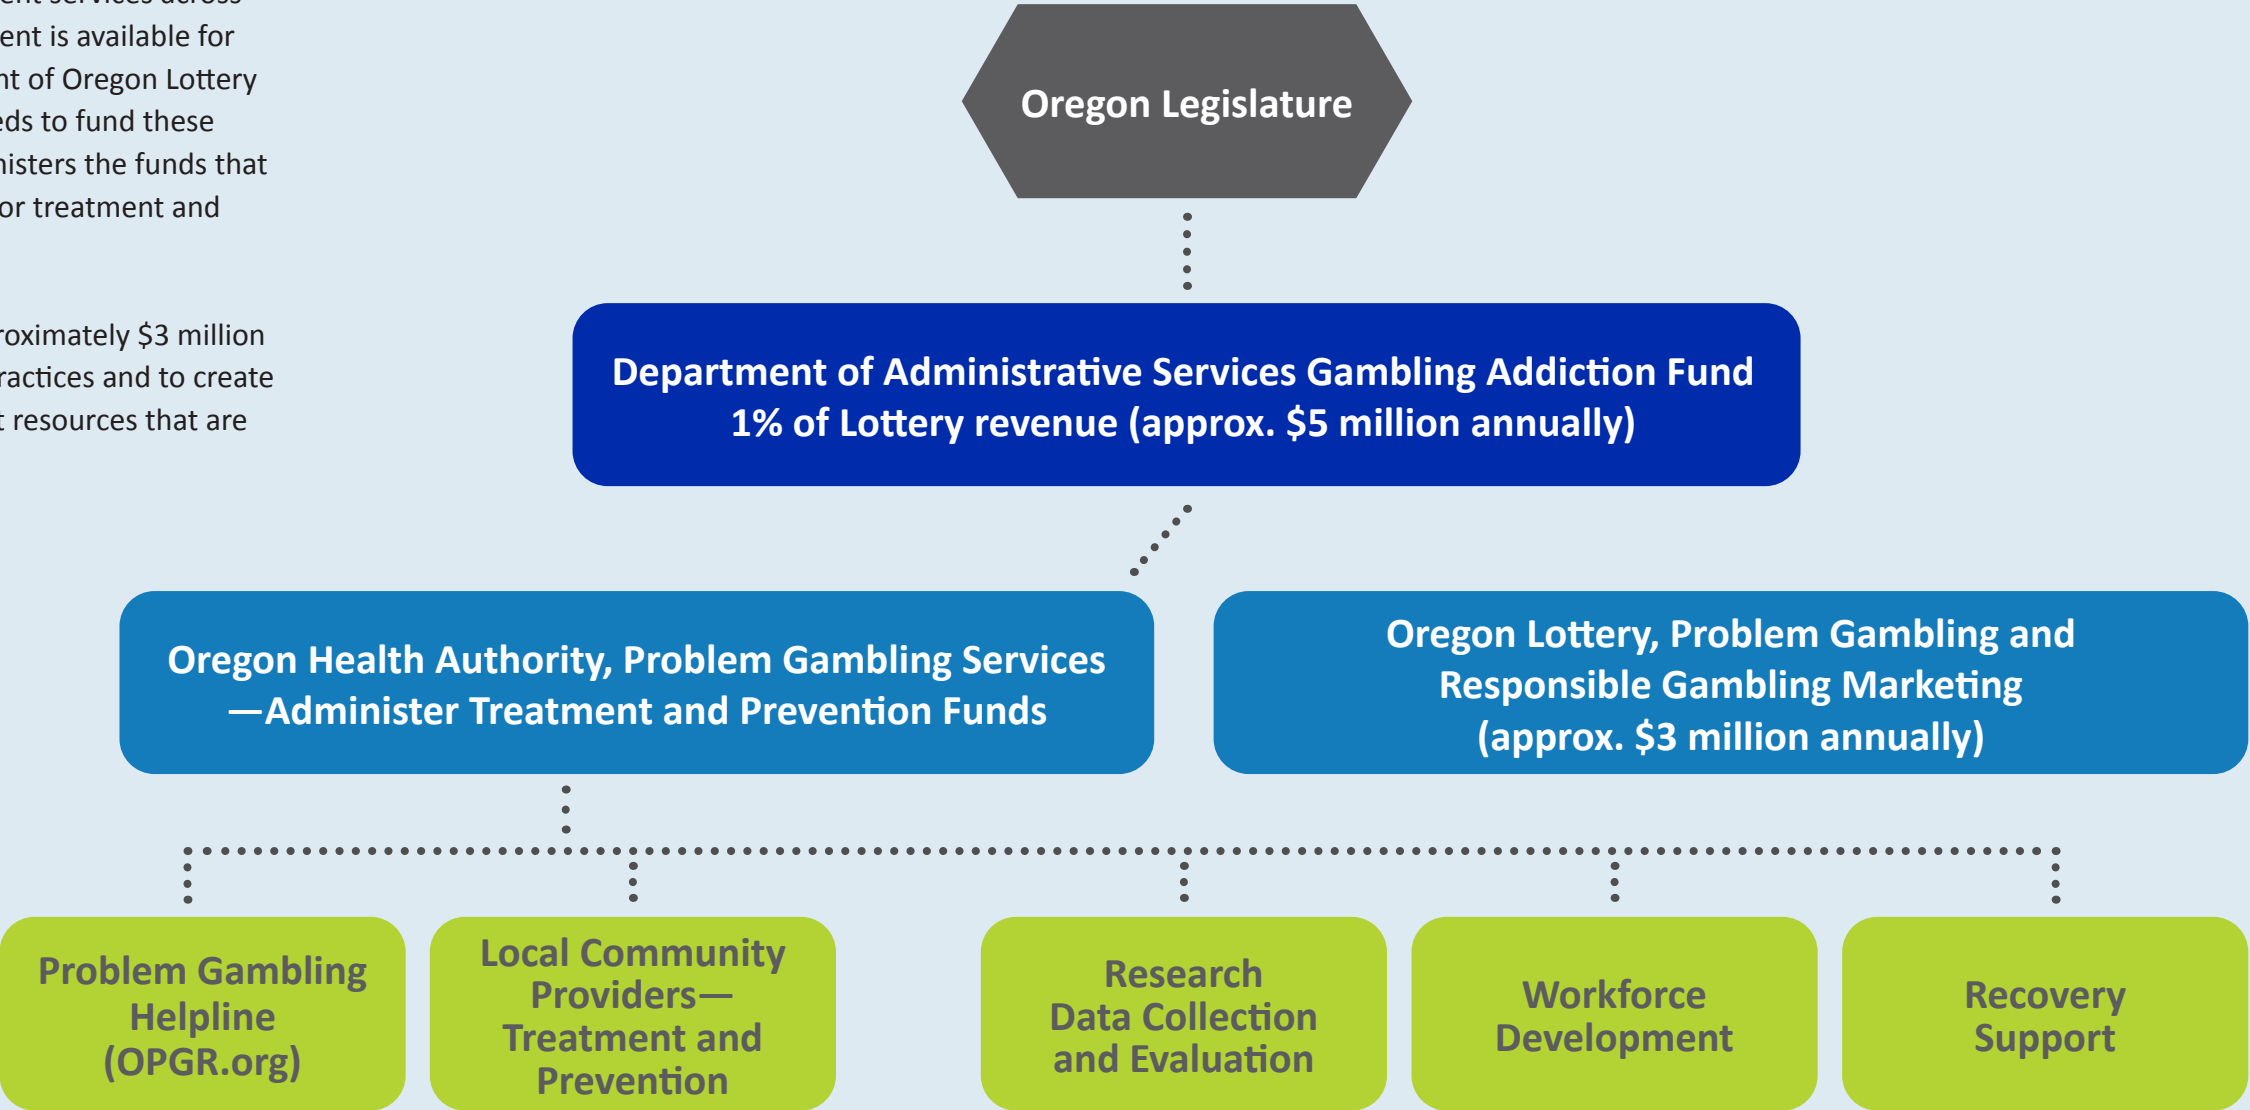 ent services across
ent is available for
nt of Oregon Lottery
eds to fund these
nisters the funds that
or treatment and
roximately $3 million
ractices and to create
t resources that are
Oregon Legislature
Department of Administrative Services Gambling Addiction Fund
1% of Lottery revenue (approx. $5 million annually)
Oregon Health Authority, Problem Gambling Services
—Administer Treatment and Prevention Funds
Oregon Lottery, Problem Gambling and
Responsible Gambling Marketing
(approx. $3 million annually)
Problem Gambling
Helpline
(OPGR.org)
Local Community
Providers—
Treatment and
Prevention
Research
Data Collection
and Evaluation
Workforce
Development
Recovery
Support